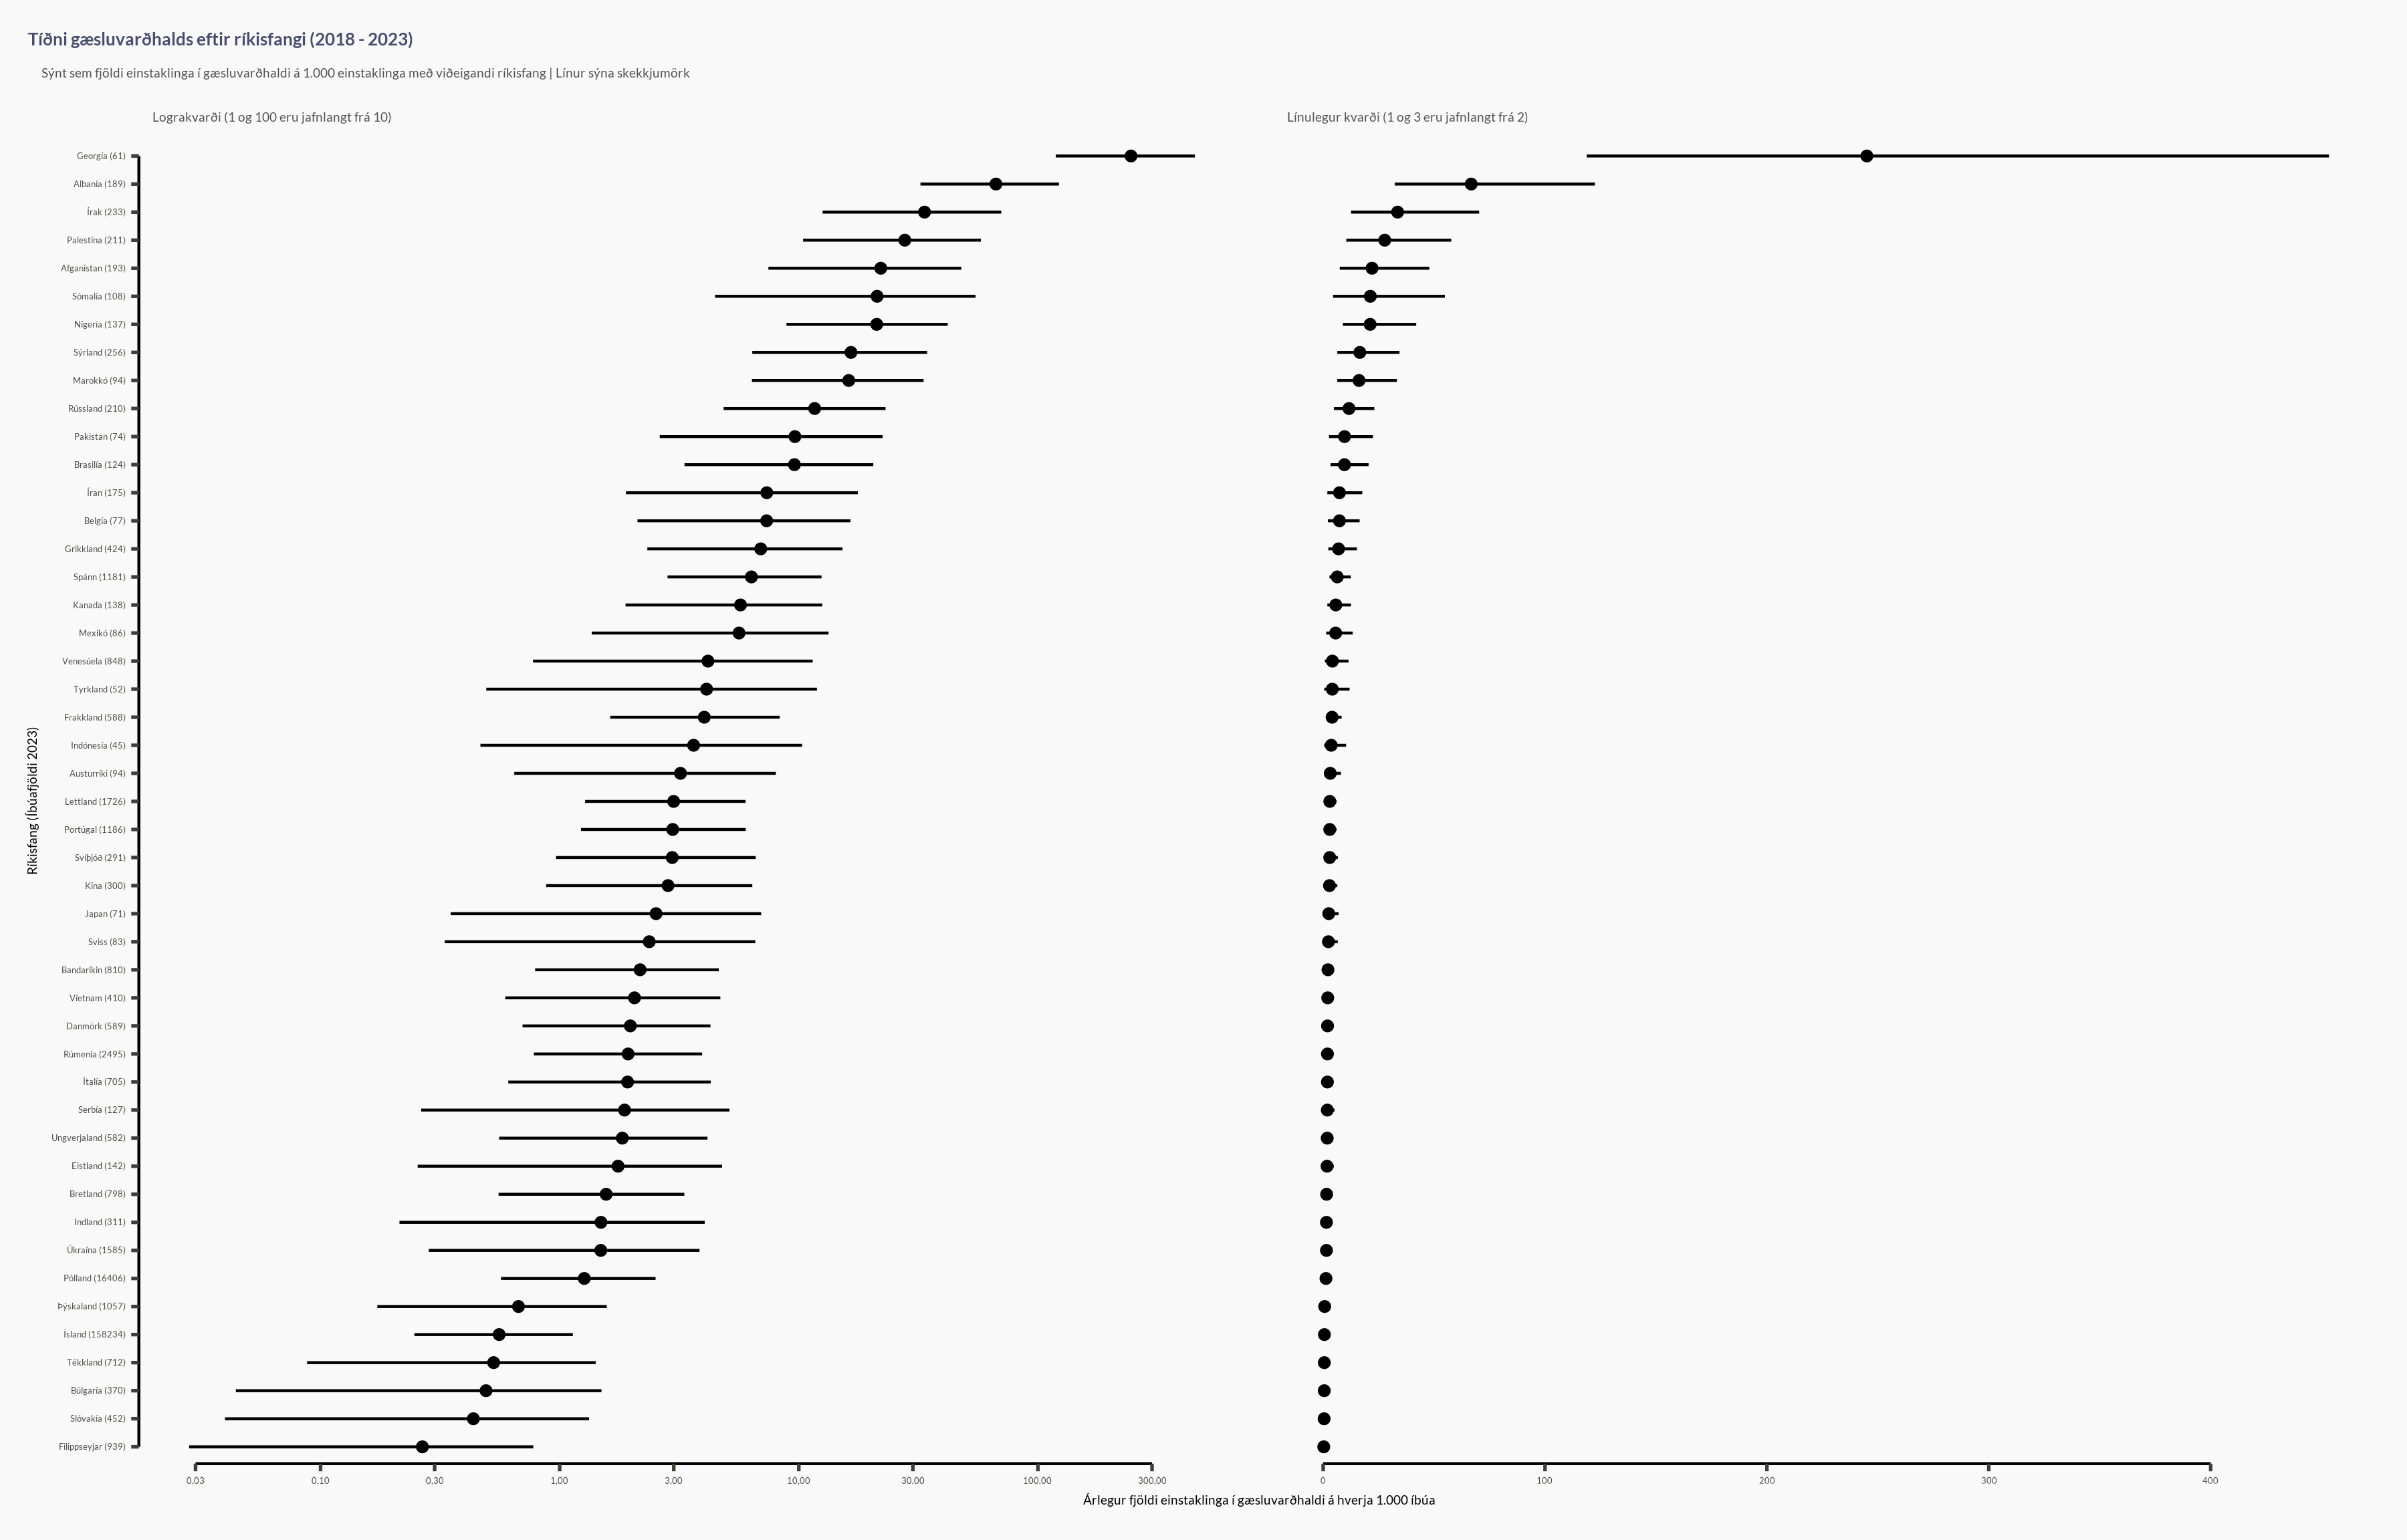 Tíðni gæsluvarðhalds eftir ríkisfangi (2018 - 2023)
Sýnt sem fjöldi einstaklinga í gæsluvarðhaldi á 1.000 einstaklinga með viðeigandi ríkisfang | Línur sýna skekkjumörk
Lograkvarði (1 og 100 eru jafnlangt frá 10)
Línulegur kvarði (1 og 3 eru jafnlangt frá 2)
Ríkisfang (Íbúafjöldi 2023)
Georgía (61)
Albanía (189)
Írak (233)
Palestína (211)
Afganistan (193)
Sómalía (108)
Nígería (137)
Sýrland (256)
Marokkó (94)
Rússland (210)
Pakistan (74)
Brasilía (124)
Íran (175)
Belgía (77)
Grikkland (424)
Spánn (1181)
Kanada (138)
Mexíkó (86)
Venesúela (848)
Tyrkland (52)
Frakkland (588)
Indónesía (45)
Austurríki (94)
Lettland (1726)
Portúgal (1186)
Svíþjóð (291)
Kína (300)
Japan (71)
Sviss (83)
Bandaríkin (810)
Víetnam (410)
Danmörk (589)
Rúmenía (2495)
Ítalía (705)
Serbía (127)
Ungverjaland (582)
Eistland (142)
Bretland (798)
Indland (311)
Úkraína (1585)
Pólland (16406)
Þýskaland (1057)
Ísland (158234)
Tékkland (712)
Búlgaría (370)
Slóvakía (452)
Filippseyjar (939)
0,03 0,10 0,30 1,00 3,00 10,00 30,00 100,00 300,00
0 100 200 300 400
Árlegur fjöldi einstaklinga í gæsluvarðhaldi á hverja 1.000 íbúa